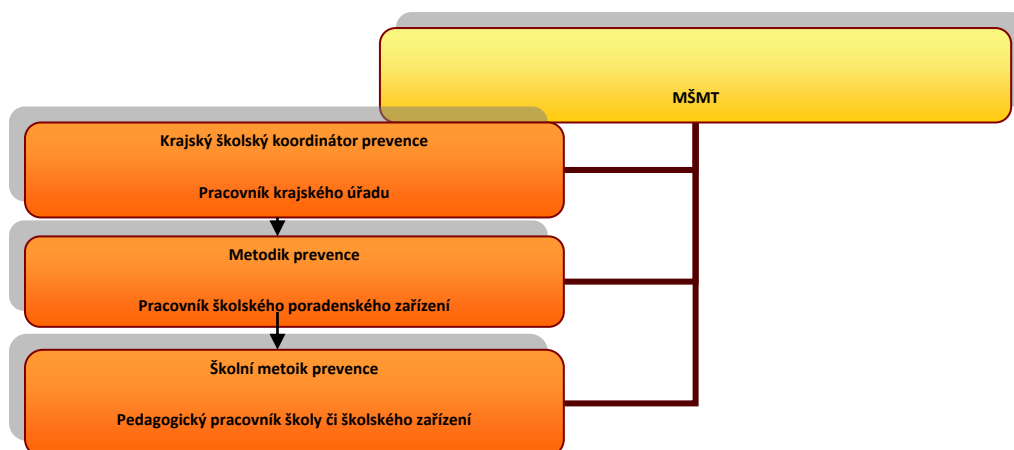 MŠMT
Krajský školský koordinátor prevence
Pracovník krajského úřadu
Metodik prevence
Pracovník školského poradenského zařízení
Školní metoik prevence
Pedagogický pracovník školy či školského zařízení